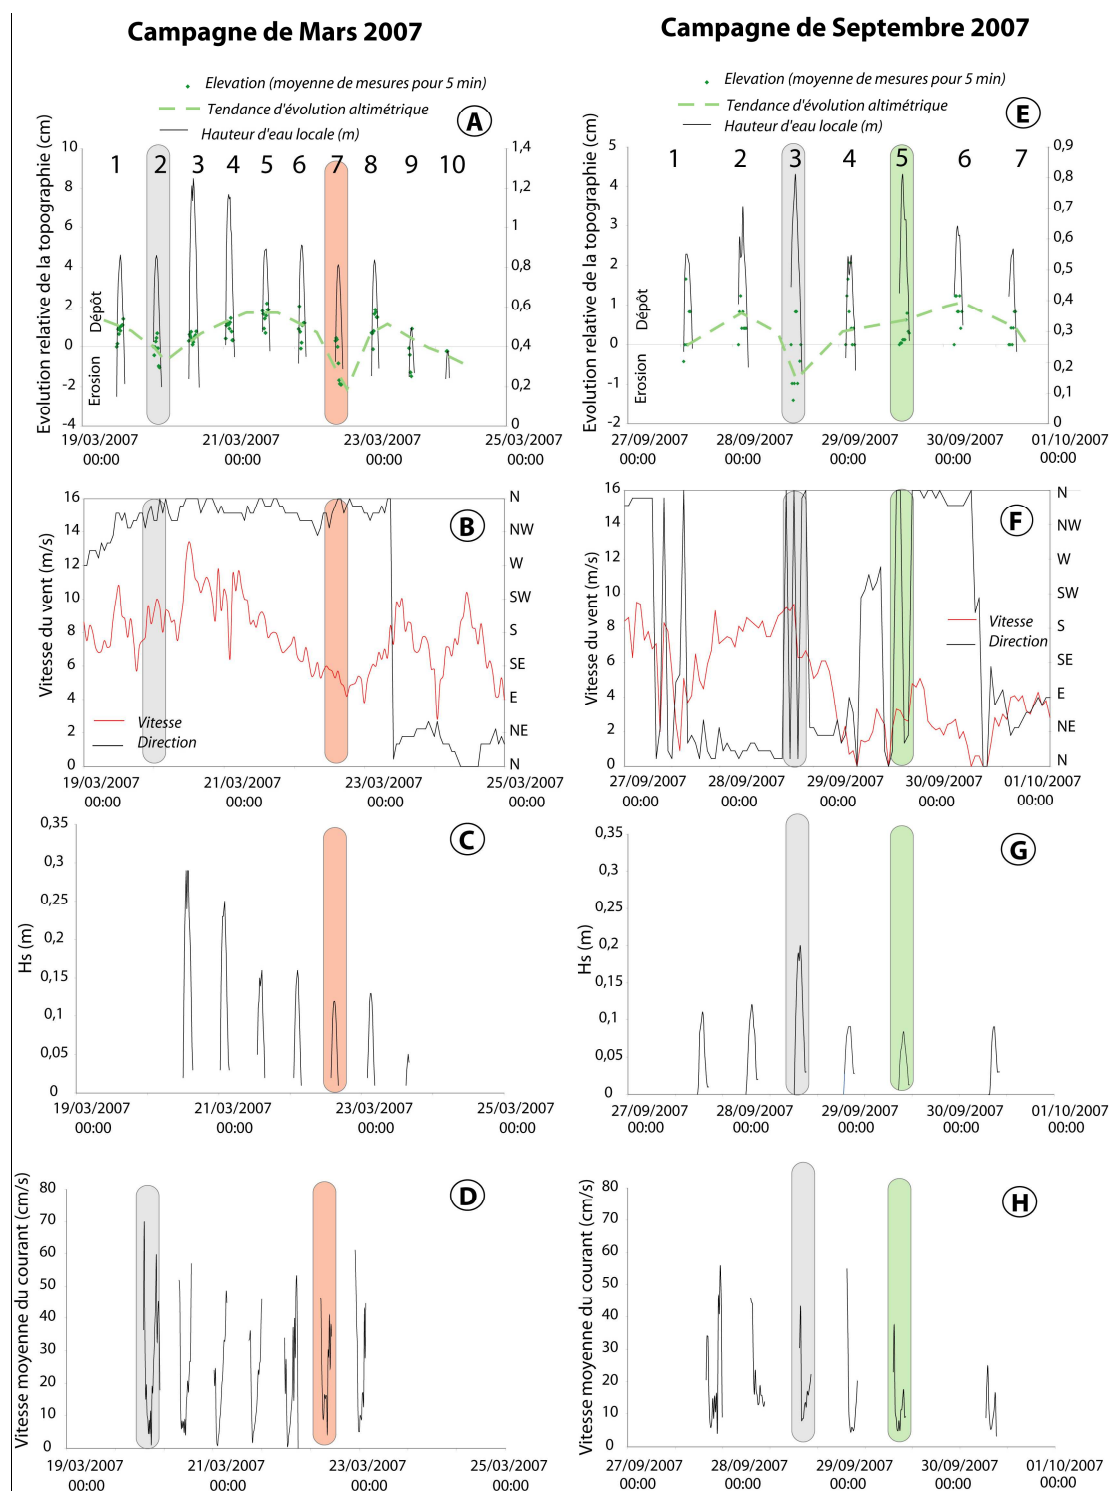 Campagne de Mars 2007
Campagne de Septembre 2007
Elevation (moyenne de mesures pour 5 min)
Tendance d'évolution altimétrique
Hauteur d'eau locale (m)
A
Evolution relative de la topographie (cm)
Erosion
Dépôt
10
8
6
4
2
0
-2
-4
1 2 3 4 5 6 7 8 9 10
1,4
1,2
1
0,8
0,6
0,4
0,2
0
19/03/2007 00:00
21/03/2007 00:00
23/03/2007 00:00
25/03/2007 00:00
Elevation (moyenne de mesures pour 5 min)
Tendance d'évolution altimétrique
Hauteur d'eau locale (m)
E
Evolution relative de la topographie (cm)
Erosion
Dépôt
5
4
3
2
1
0
-1
-2
1 2 3 4 5 6 7
0,9
0,8
0,7
0,6
0,5
0,4
0,3
0,2
0,1
0
27/09/2007 00:00
28/09/2007 00:00
29/09/2007 00:00
30/09/2007 00:00
01/10/2007 00:00
B
Vitesse du vent (m/s)
16
14
12
10
8
6
4
2
0
N
NW
W
SW
S
SE
E
NE
N
Vitesse
Direction
19/03/2007 00:00
21/03/2007 00:00
23/03/2007 00:00
25/03/2007 00:00
F
Vitesse du vent (m/s)
16
14
12
10
8
6
4
2
0
N
NW
W
SW
S
SE
E
NE
N
Vitesse
Direction
27/09/2007 00:00
28/09/2007 00:00
29/09/2007 00:00
30/09/2007 00:00
01/10/2007 00:00
C
Hs (m)
0,35
0,3
0,25
0,2
0,15
0,1
0,05
0
19/03/2007 00:00
21/03/2007 00:00
23/03/2007 00:00
25/03/2007 00:00
G
Hs (m)
0,35
0,3
0,25
0,2
0,15
0,1
0,05
0
27/09/2007 00:00
28/09/2007 00:00
29/09/2007 00:00
30/09/2007 00:00
01/10/2007 00:00
D
Vitesse moyenne du courant (cm/s)
80
70
60
50
40
30
20
10
0
19/03/2007 00:00
21/03/2007 00:00
23/03/2007 00:00
25/03/2007 00:00
H
Vitesse moyenne du courant (cm/s)
80
70
60
50
40
30
20
10
0
27/09/2007 00:00
28/09/2007 00:00
29/09/2007 00:00
30/09/2007 00:00
01/10/2007 00:00